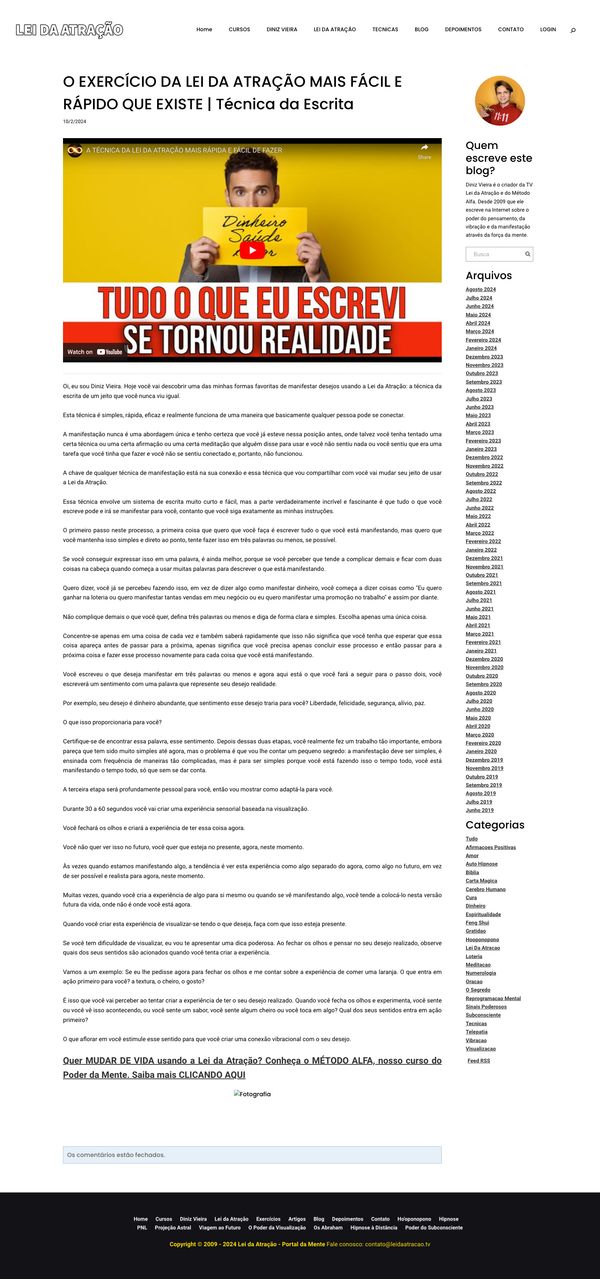 LEI DA ATRAÇÃO
Home CURSOS DINIZ VIEIRA LEI DA ATRAÇÃO TECNICAS BLOG DEPOIMENTOS CONTATO LOGIN
O EXERCÍCIO DA LEI DA ATRAÇÃO MAIS FÁCIL E
RÁPIDO QUE EXISTE | Técnica da Escrita
10/2/2024
A TÉCNICA DA LEI DA ATRAÇÃO MAIS RÁPIDA E FÁCIL DE FAZER
Share
Dinheiro
Saúde
TUDO O QUE EU ESCREVI
SE TORNOU REALIDADE
Watch on YouTube
Oi, eu sou Diniz Vieira. Hoje você vai descobrir uma das minhas formas favoritas de manifestar desejos usando a Lei da Atração: a técnica da
escrita de um jeito que você nunca viu igual.
Esta técnica é simples, rápida, eficaz e realmente funciona de uma maneira que basicamente qualquer pessoa pode se conectar.
A manifestação nunca é uma abordagem única e tenho certeza que você já esteve nessa posição antes, onde talvez você tenha tentado uma
certa técnica ou uma certa afirmação ou uma certa meditação que alguém disse para usar e você não sentiu nada ou você sentiu que era uma
tarefa que você tinha que fazer e você não se sentiu conectado e, portanto, não funcionou.
A chave de qualquer técnica de manifestação está na sua conexão e essa técnica que vou compartilhar com você vai mudar seu jeito de usar
a Lei da Atração.
Essa técnica envolve um sistema de escrita muito curto e fácil, mas a parte verdadeiramente incrível e fascinante é que tudo o que você
escreve pode e irá se manifestar para você, contanto que você siga exatamente as minhas instruções.
O primeiro passo neste processo, a primeira coisa que quero que você faça é escrever tudo o que você está manifestando, mas quero que
você mantenha isso simples e direto ao ponto, tente fazer isso em três palavras ou menos, se possível.
Se você conseguir expressar isso em uma palavra, é ainda melhor, porque se você perceber que tende a complicar demais e ficar com duas
coisas na cabeça quando começa a usar muitas palavras para descrever o que está manifestando.
Quero dizer, você já se percebeu fazendo isso, em vez de dizer algo como manifestar dinheiro, você começa a dizer coisas como "Eu quero
ganhar na loteria ou quero manifestar tantas vendas em meu negócio ou eu quero manifestar uma promoção no trabalho" e assim por diante.
Não complique demais o que você quer, defina três palavras ou menos e diga de forma clara e simples. Escolha apenas uma única coisa.
Concentre-se apenas em uma coisa de cada vez e também saberá rapidamente que isso não significa que você tenha que esperar que essa
coisa apareça antes de passar para a próxima, apenas significa que você precisa apenas concluir esse processo e então passar para a
próxima coisa e fazer esse processo novamente para cada coisa que você está manifestando.
Você escreveu o que deseja manifestar em três palavras ou menos e agora aqui está o que você fará a seguir para o passo dois, você
escreverá um sentimento com uma palavra que represente seu desejo realizado.
Por exemplo, seu desejo é dinheiro abundante, que sentimento esse desejo traria para você? Liberdade, felicidade, segurança, alívio, paz.
O que isso proporcionaria para você?
Certifique-se de encontrar essa palavra, esse sentimento. Depois dessas duas etapas, você realmente fez um trabalho tão importante, embora
pareça que tem sido muito simples até agora, mas o problema é que vou lhe contar um pequeno segredo: a manifestação deve ser simples, é
ensinada com frequência de maneiras tão complicadas, mas é para ser simples porque você está fazendo isso o tempo todo, você está
manifestando o tempo todo, só que sem se dar conta.
A terceira etapa será profundamente pessoal para você, então vou mostrar como adaptá-la para você.
Durante 30 a 60 segundos você vai criar uma experiência sensorial baseada na visualização.
Você fechará os olhos e criará a experiência de ter essa coisa agora.
Você não quer ver isso no futuro, você quer que esteja no presente, agora, neste momento.
Às vezes quando estamos manifestando algo, a tendência é ver esta experiência como algo separado do agora, como algo no futuro, em vez
de ser possível e realista para agora, neste momento.
Muitas vezes, quando você cria a experiência de algo para si mesmo ou quando se vê manifestando algo, você tende a colocá-lo nesta versão
futura da vida, onde não é onde você está agora.
Quando você criar esta experiência de visualizar-se tendo o que deseja, faça com que isso esteja presente.
Se você tem dificuldade de visualizar, eu vou te apresentar uma dica poderosa. Ao fechar os olhos e pensar no seu desejo realizado, observe
quais dos seus sentidos são acionados quando você tenta criar a experiência.
Vamos a um exemplo: Se eu lhe pedisse agora para fechar os olhos e me contar sobre a experiência de comer uma laranja. O que entra em
ação primeiro para você? a textura, o cheiro, o gosto?
É isso que você vai perceber ao tentar criar a experiência de ter o seu desejo realizado. Quando você fecha os olhos e experimenta, você sente
ou você vê isso acontecendo, ou você sente um sabor, você sente algum cheiro ou você toca em algo? Qual dos seus sentidos entra em ação
primeiro?
O que aflorar em você estimule esse sentido para que você criar uma conexão vibracional com o seu desejo.
Quer MUDAR DE VIDA usando a Lei da Atração? Conheça o MÉTODO ALFA, nosso curso do
Poder da Mente. Saiba mais CLICANDO AQUI
Fotografia
Os comentários estão fechados.
11:11
Quem
escreve este
blog?
Diniz Vieira é o criador da TV
Lei da Atração e do Método
Alfa. Desde 2009 que ele
escreve na Internet sobre o
poder do pensamento, da
vibração e da manifestação
através da força da mente.
Busca
Arquivos
Agosto 2024
Julho 2024
Junho 2024
Maio 2024
Abril 2024
Março 2024
Fevereiro 2024
Janeiro 2024
Dezembro 2023
Novembro 2023
Outubro 2023
Setembro 2023
Agosto 2023
Julho 2023
Junho 2023
Maio 2023
Abril 2023
Março 2023
Fevereiro 2023
Janeiro 2023
Dezembro 2022
Novembro 2022
Outubro 2022
Setembro 2022
Agosto 2022
Julho 2022
Junho 2022
Maio 2022
Abril 2022
Março 2022
Fevereiro 2022
Janeiro 2022
Dezembro 2021
Novembro 2021
Outubro 2021
Setembro 2021
Agosto 2021
Julho 2021
Junho 2021
Maio 2021
Abril 2021
Março 2021
Fevereiro 2021
Janeiro 2021
Dezembro 2020
Novembro 2020
Outubro 2020
Setembro 2020
Agosto 2020
Julho 2020
Junho 2020
Maio 2020
Abril 2020
Março 2020
Fevereiro 2020
Janeiro 2020
Dezembro 2019
Novembro 2019
Outubro 2019
Setembro 2019
Agosto 2019
Julho 2019
Junho 2019
Categorias
Tudo
Afirmacoes Positivas
Amor
Auto Hipnose
Biblia
Carta Magica
Cerebro Humano
Cura
Dinheiro
Espiritualidade
Feng Shui
Gratidao
Hooponopono
Lei Da Atracao
Loteria
Meditacao
Numerologia
Oracao
O Segredo
Reprogramacao Mental
Sinais Poderosos
Subconsciente
Tecnicas
Telepatia
Vibracao
Visualizacao
Feed RSS
Home Cursos Diniz Vieira Lei da Atração Exercícios Artigos Blog Depoimentos Contato Ho'oponopono Hipnose
PNL Projeção Astral Viagem ao Futuro O Poder da Visualização Os Abraham Hipnose à Distância Poder do Subconsciente
Copyright © 2009 - 2024 Lei da Atração - Portal da Mente Fale conosco: contato@leidaatracao.tv